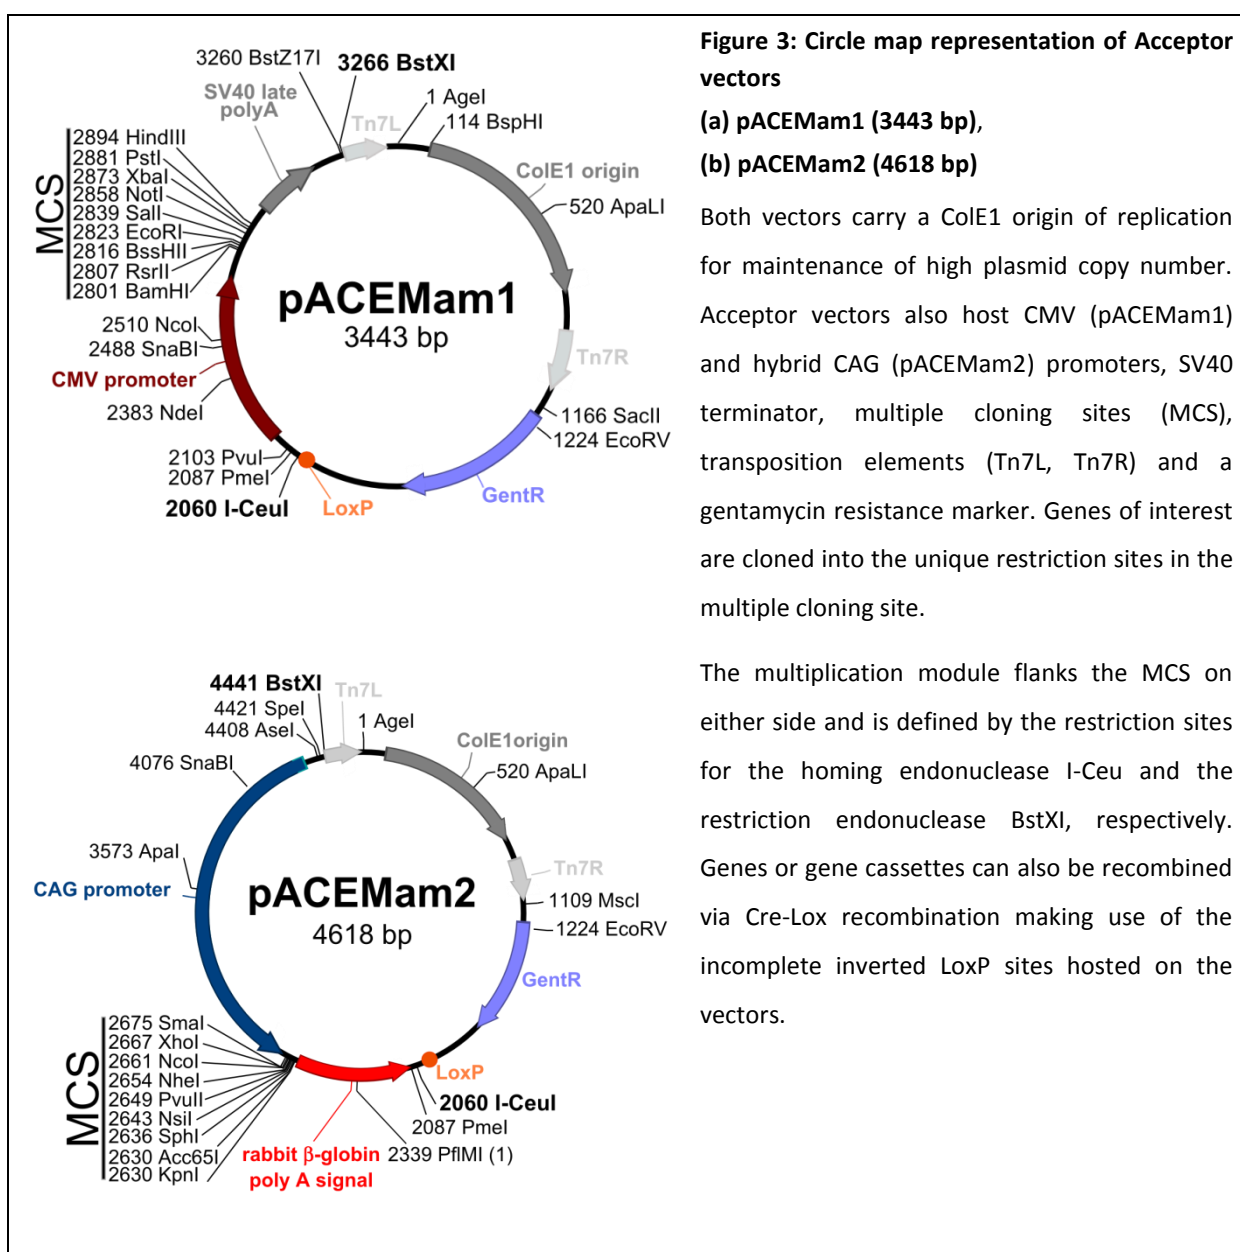 3260 BstZ17I
3266 BstXI
SV40 late
polyA
Tn7L
1 AgeI
114 BspHI
ColE1 origin
520 ApaLI
MCS
2894 HindIII
2881 PstI
2873 XbaI
2858 NotI
2839 SalI
2823 EcoRI
2816 BssHII
2807 RsrII
2801 BamHI
pACEMam1
3443 bp
2510 NcoI
2488 SnaBI
CMV promoter
2383 NdeI
Tn7R
1166 SacII
1224 EcoRV
2103 PvuI
2087 PmeI
2060 I-CeuI
LoxP
GentR
4441 BstXI
4421 SpeI
4408 AseI
Tn7L
1 AgeI
4076 SnaBI
ColE1origin
520 ApaLI
3573 ApaI
CAG promoter
pACEMam2
4618 bp
Tn7R
1109 MscI
1224 EcoRV
GentR
MCS
2675 SmaI
2667 XhoI
2661 NcoI
2654 NheI
2649 PvuII
2643 NsiI
2636 SphI
2630 Acc65I
2630 KpnI
LoxP
2060 I-CeuI
2087 PmeI
2339 PflMI (1)
rabbit β-globin
poly A signal
Figure 3: Circle map representation of Acceptor
vectors
(a) pACEMam1 (3443 bp),
(b) pACEMam2 (4618 bp)
Both vectors carry a ColE1 origin of replication
for maintenance of high plasmid copy number.
Acceptor vectors also host CMV (pACEMam1)
and hybrid CAG (pACEMam2) promoters, SV40
terminator, multiple cloning sites (MCS),
transposition elements (Tn7L, Tn7R) and a
gentamycin resistance marker. Genes of interest
are cloned into the unique restriction sites in the
multiple cloning site.
The multiplication module flanks the MCS on
either side and is defined by the restriction sites
for the homing endonuclease I-Ceu and the
restriction endonuclease BstXI, respectively.
Genes or gene cassettes can also be recombined
via Cre-Lox recombination making use of the
incomplete inverted LoxP sites hosted on the
vectors.